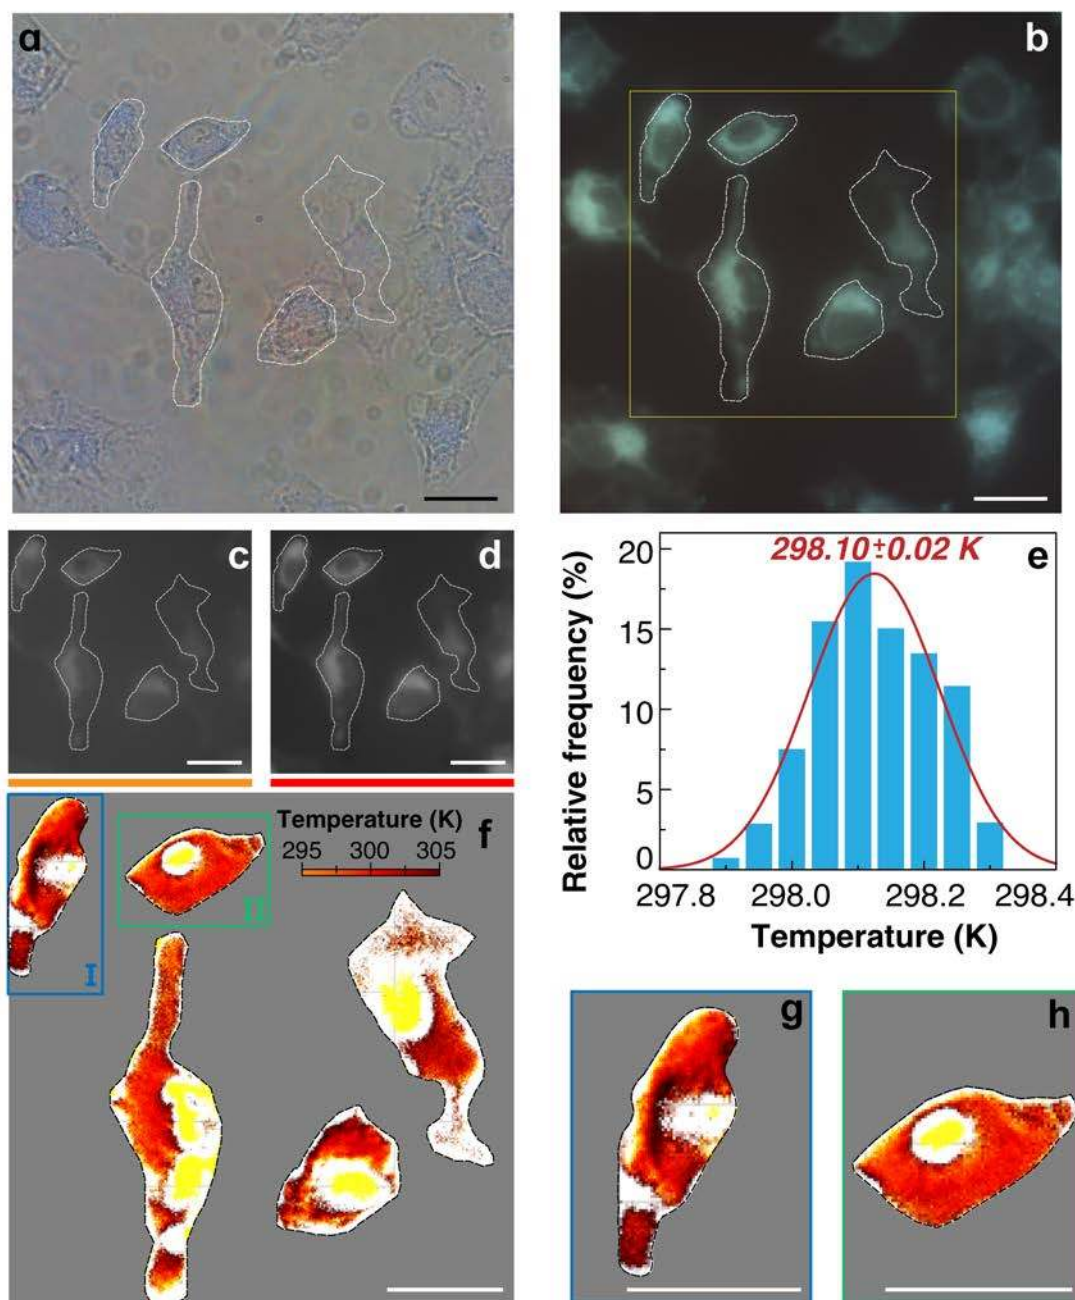 a
b
c
d
298.10±0.02 K
e
20
15
10
5
0
Relative frequency (%)
297.8
298.0
298.2
298.4
Temperature (K)
Temperature (K)
f
295
300
305
I
II
g
h